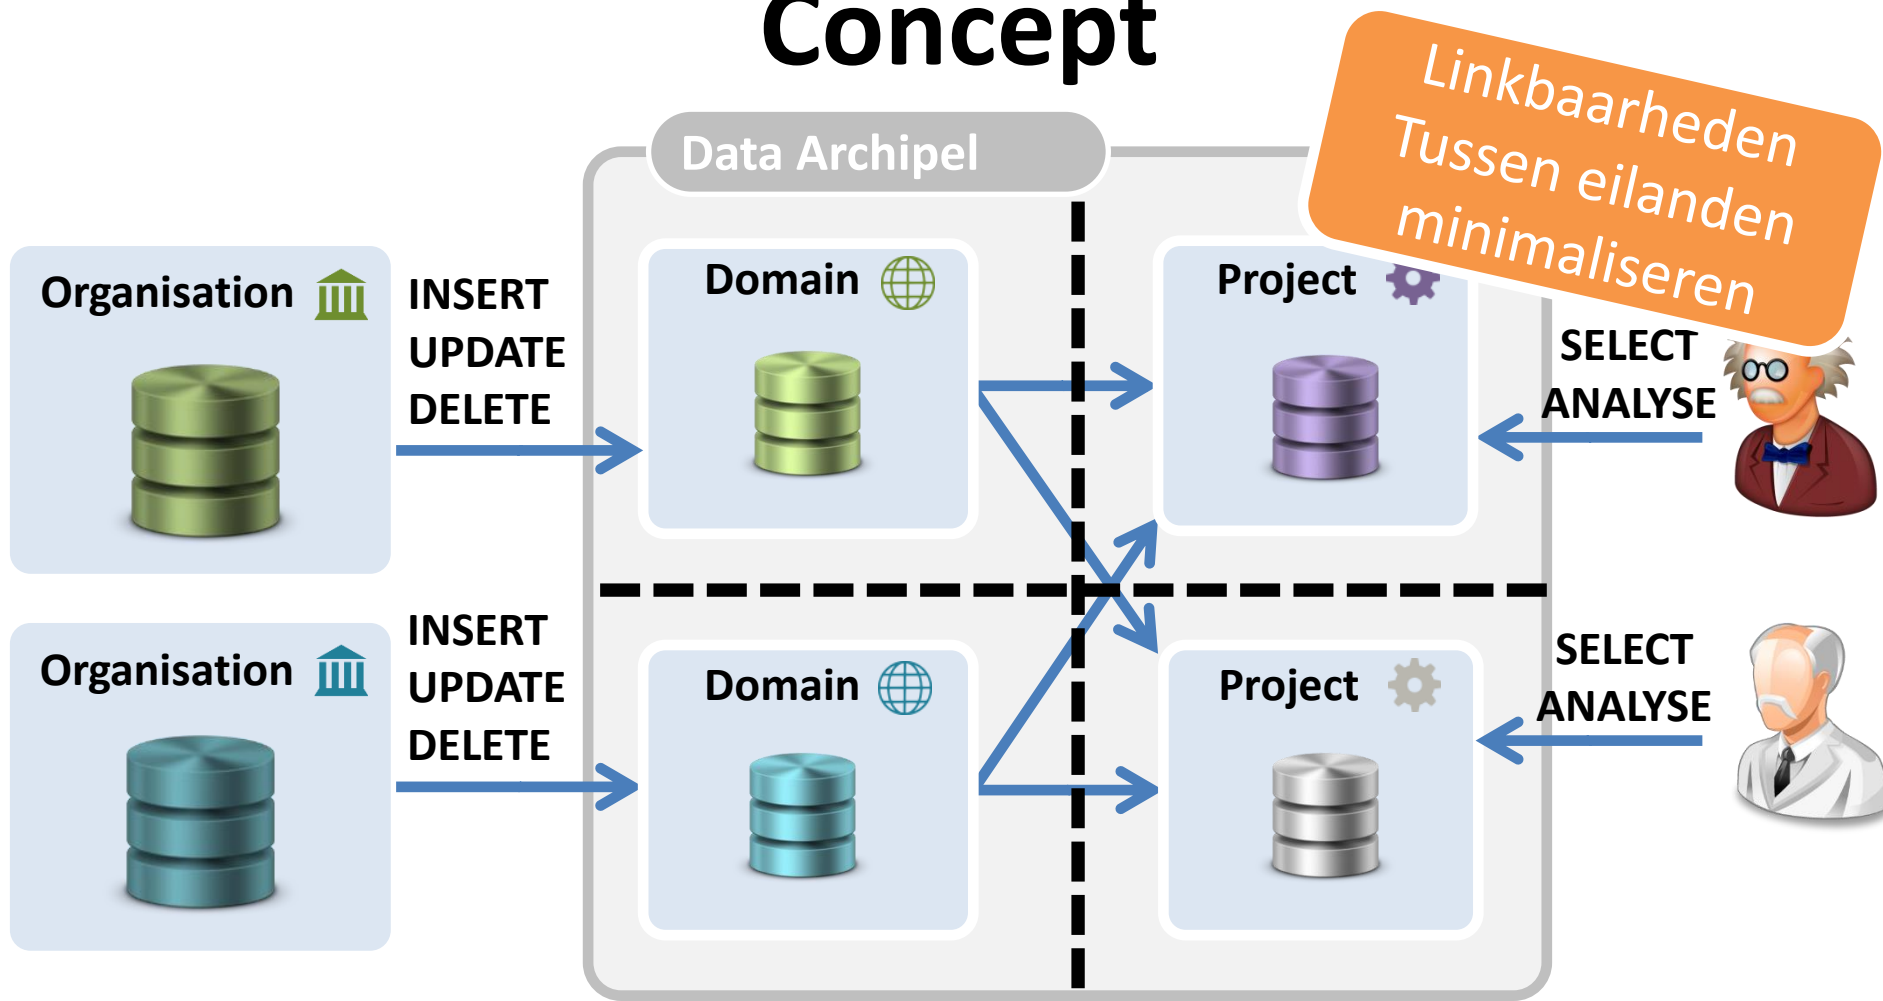 Concept
Linkbaarheden
Tussen eilanden
minimaliseren
Data Archipel
Organisation
INSERT
UPDATE
DELETE
Domain
Project
SELECT
ANALYSE
Organisation
INSERT
UPDATE
DELETE
Domain
Project
SELECT
ANALYSE